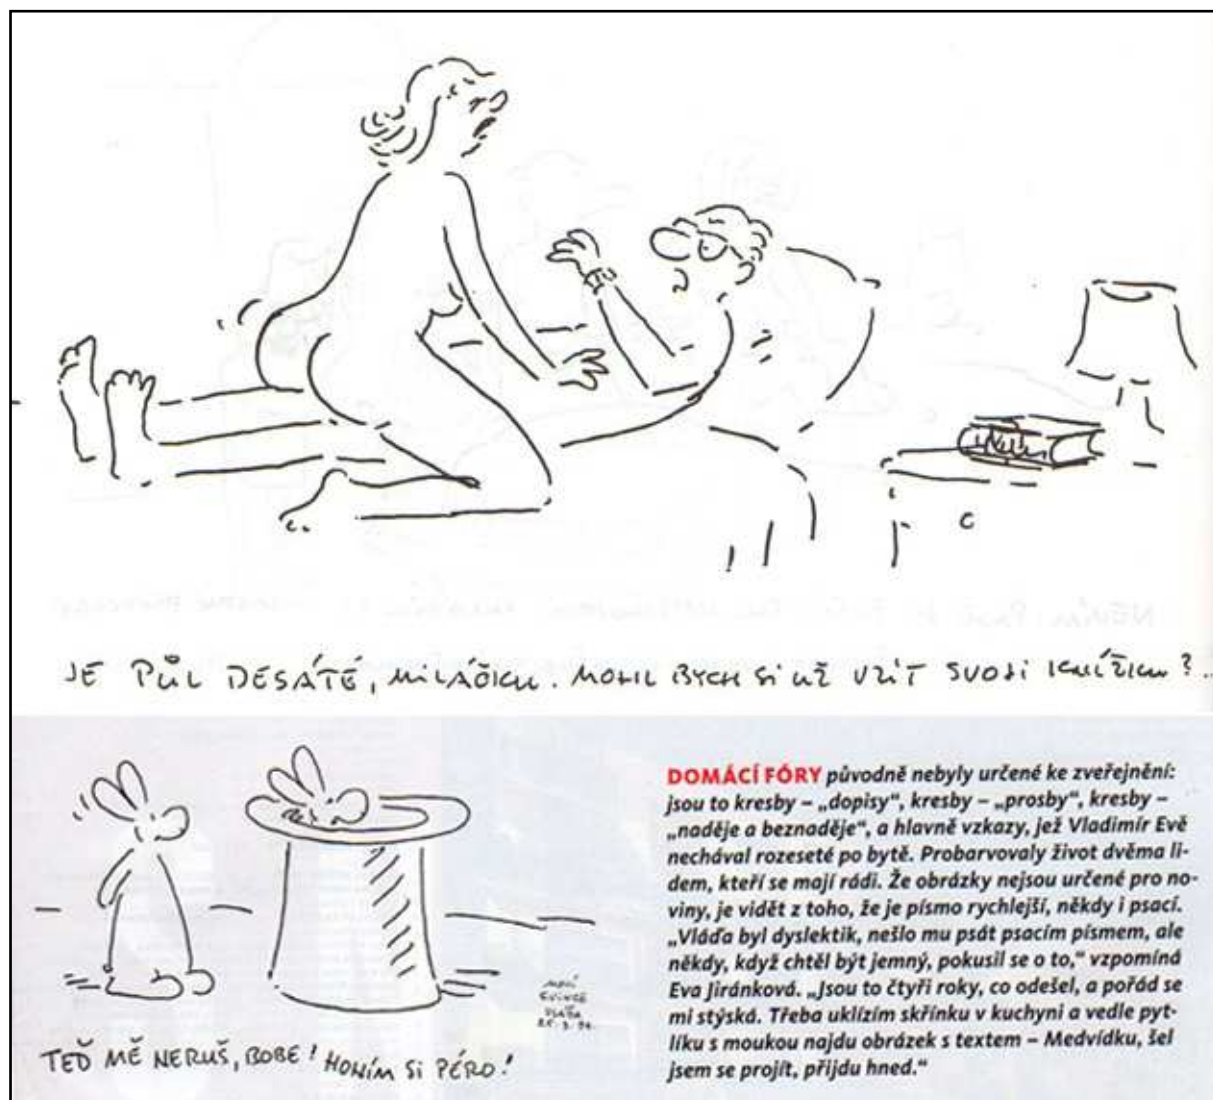 JE PŮL DESÁTÉ, MILÁČKU. MOHL BYCH SI UŽ VZÍT SVOJI KNÍŽKU?..
TEĎ MĚ NERUŠ, BOBE! HONÍM SI PÉRO!
DOMÁCÍ FÓRY původně nebyly určené ke zveřejnění:
jsou to kresby – „dopisy“, kresby – „prosby“, kresby –
„naděje a beznaděje“, a hlavně vzkazy, jež Vladimír Evě
nechával rozeseté po bytě. Probarvovaly život dvěma li-
dem, kteří se mají rádi. Že obrázky nejsou určené pro no-
viny, je vidět z toho, že je písmo rychlejší, někdy i psací.
„Vláďa byl dyslektik, nešlo mu psát psacím písmem, ale
někdy, když chtěl být jemný, pokusil se o to,“ vzpomíná
Eva Jiránková. „Jsou to čtyři roky, co odešel, a pořád se
mi stýská. Třeba uklízím skřínku v kuchyni a vedle pyt-
líku s moukou najdu obrázek s textem – Medvídku, šel
jsem se projít, přijdu hned.“